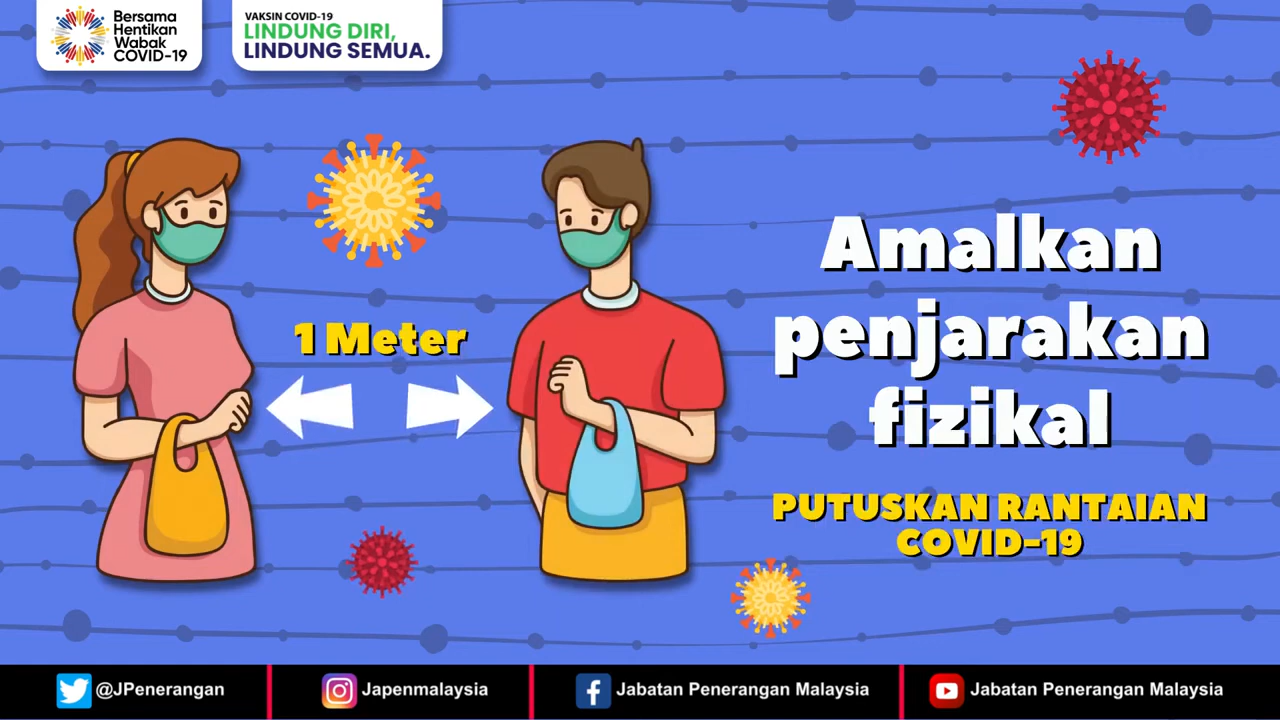 Bersama
Hentikan
Wabak
COVID-19
VAKSIN COVID-19
LINDUNG DIRI,
LINDUNG SEMUA.
1 Meter
Amalkan
penjarakan
fizikal
PUTUSKAN RANTAIAN
COVID-19
@JPenerangan
Japenmalaysia
Jabatan Penerangan Malaysia
Jabatan Penerangan Malaysia